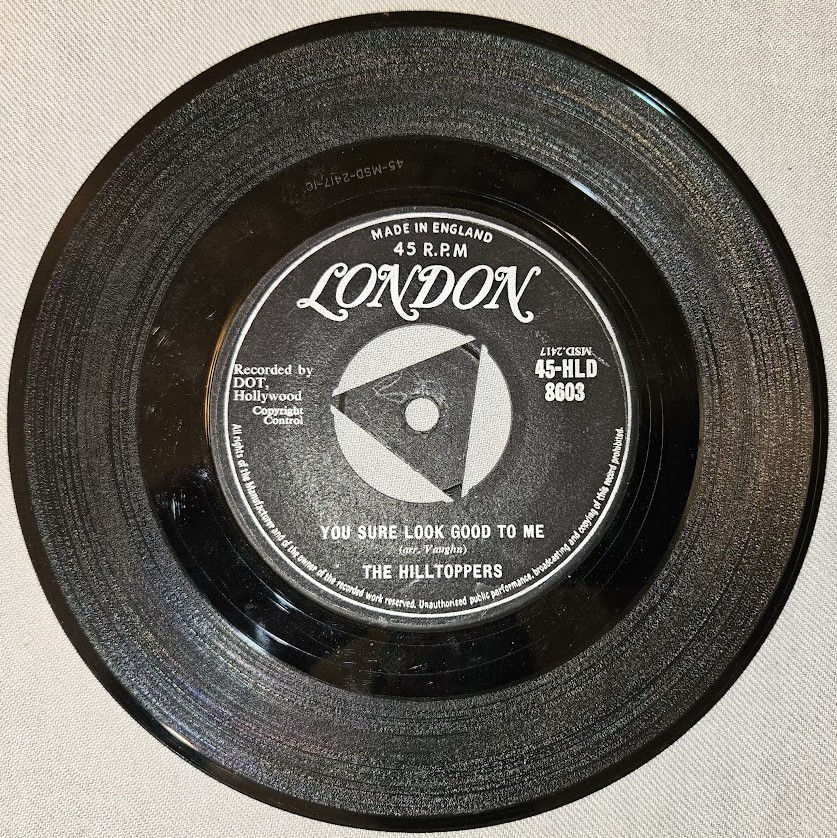 45-MSD-2417-1C
MADE IN ENGLAND
45 R.P.M
LONDON
Recorded by
DOT,
Hollywood
Copyright
Control
MSD.2417
45-HLD
8603
YOU SURE LOOK GOOD TO ME
(arr. Vaughn)
THE HILLTOPPERS
All rights of the Manufacturer and of the owner of the recorded work reserved. Unauthorised public performance, broadcasting and copying of this record prohibited.